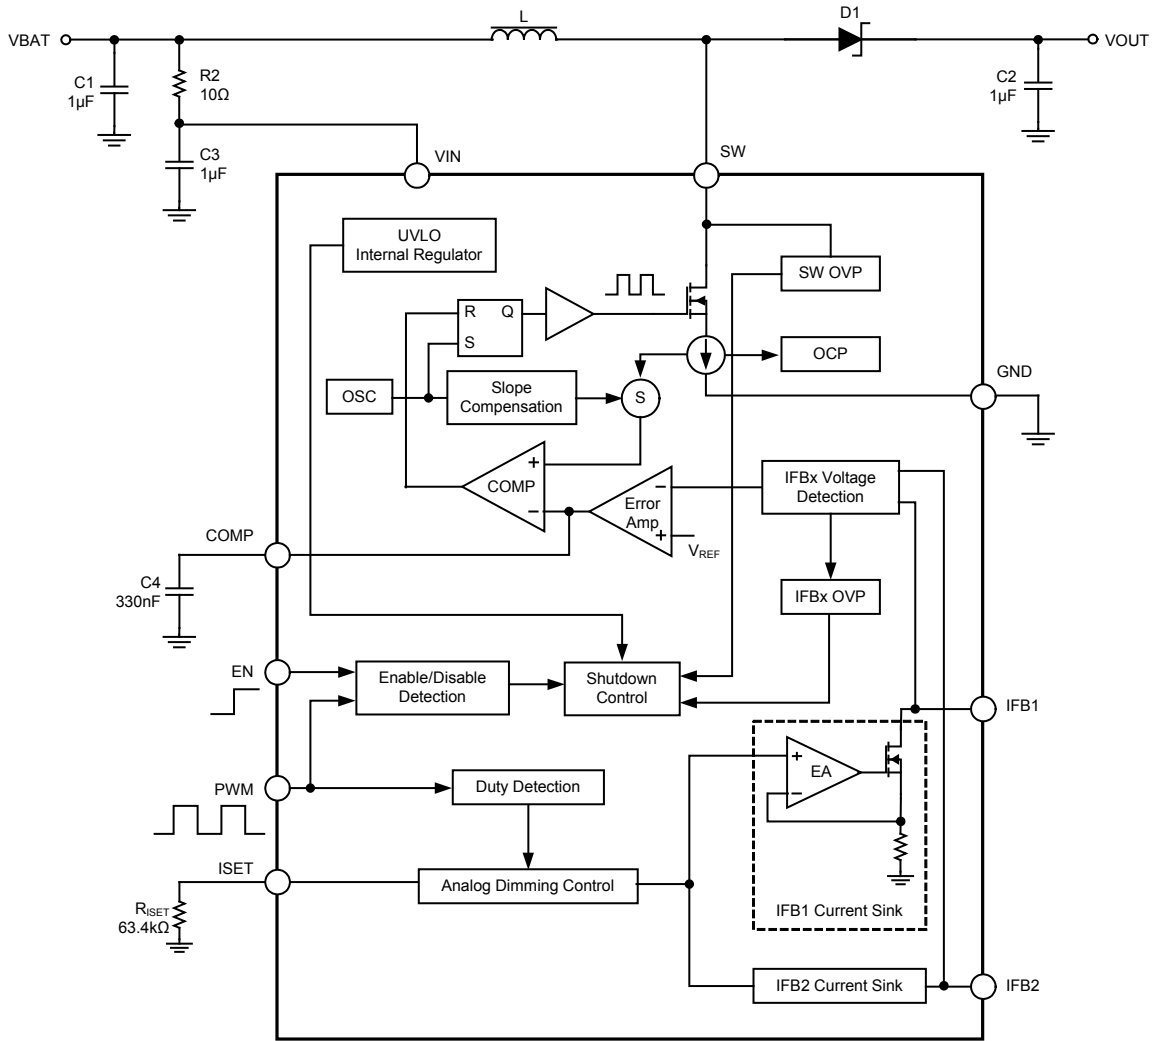 L
D1
VBAT
VOUT
C1
1µF
R2
10Ω
C2
1µF
C3
1µF
VIN
SW
UVLO
Internal Regulator
SW OVP
R
Q
S
OCP
GND
OSC
Slope
Compensation
S
+
COMP
−
−
Error
Amp
+
VREF
IFBx Voltage
Detection
COMP
C4
330nF
IFBx OVP
EN
Enable/Disable
Detection
Shutdown
Control
IFB1
+
EA
−
PWM
Duty Detection
ISET
Analog Dimming Control
RISET
63.4kΩ
IFB1 Current Sink
IFB2 Current Sink
IFB2